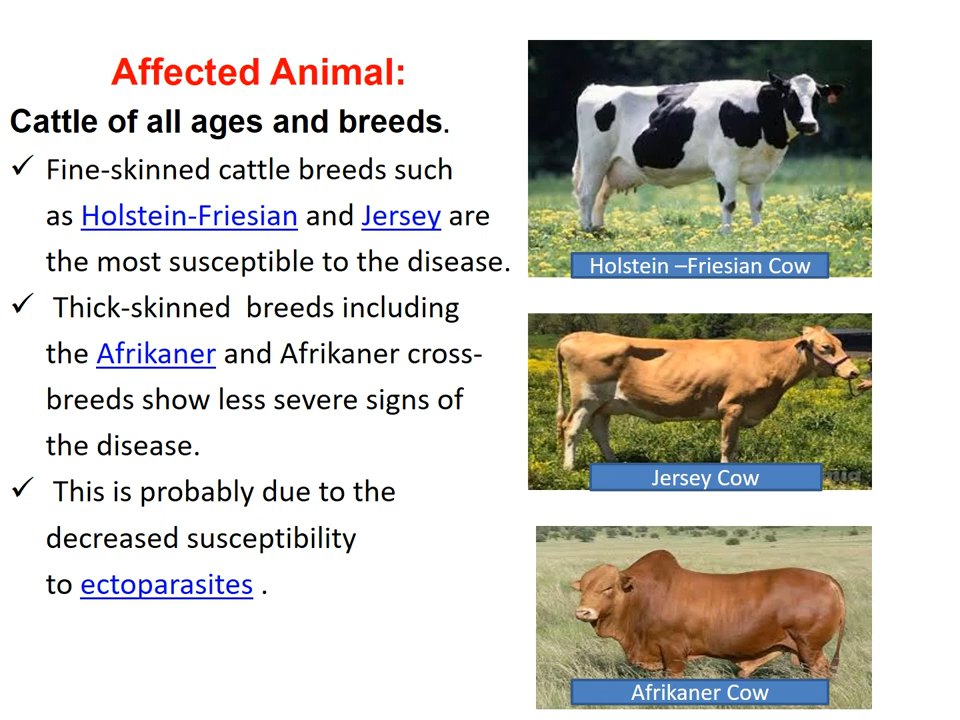 Affected Animal:
Cattle of all ages and breeds.
✓ Fine-skinned cattle breeds such
as Holstein-Friesian and Jersey are
the most susceptible to the disease.
✓ Thick-skinned breeds including
the Afrikaner and Afrikaner cross-
breeds show less severe signs of
the disease.
✓ This is probably due to the
decreased susceptibility
to ectoparasites .
Holstein –Friesian Cow
Jersey Cow
Afrikaner Cow